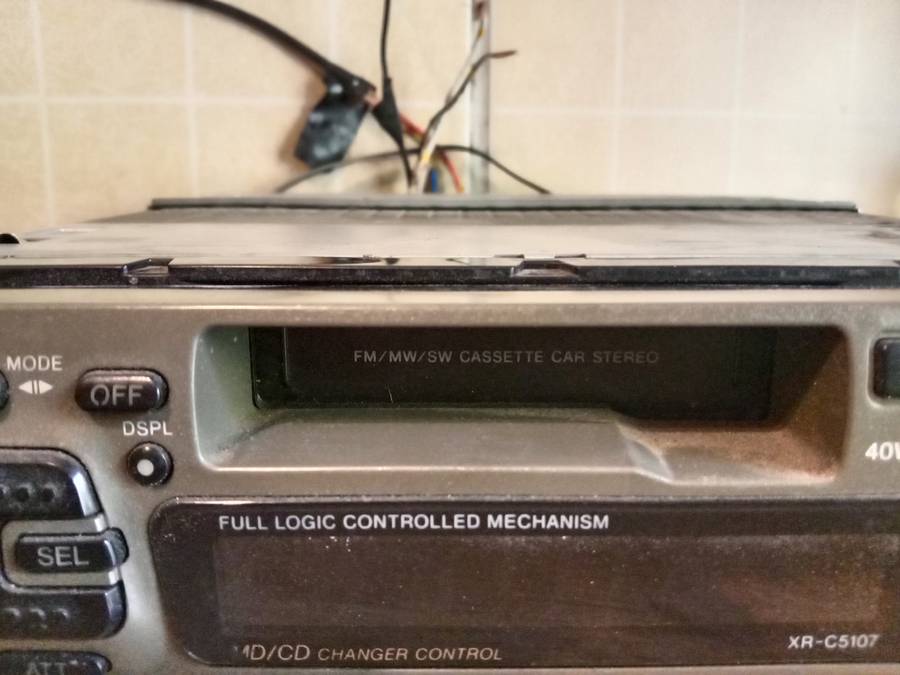 FM/MW/SW CASSETTE CAR STEREO
MODE
OFF
DSPL
40W
FULL LOGIC CONTROLLED MECHANISM
SEL
MD/CD CHANGER CONTROL
XR-C5107
ATT